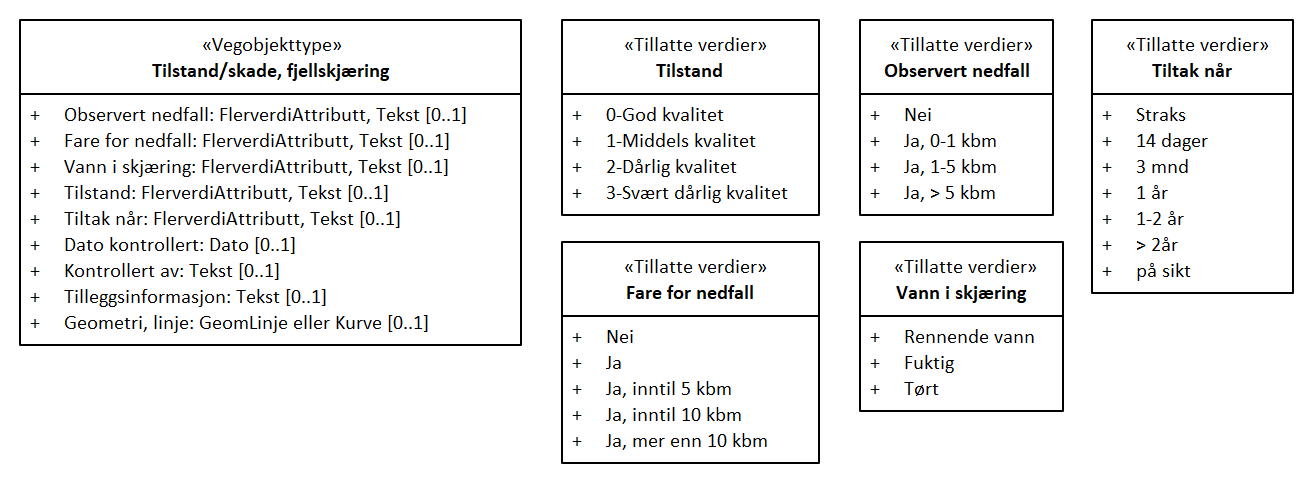 «Vegobjekttype»
Tilstand/skade, fjellskjæring
+ Observert nedfall: FlerverdiAttributt, Tekst [0..1]
+ Fare for nedfall: FlerverdiAttributt, Tekst [0..1]
+ Vann i skjæring: FlerverdiAttributt, Tekst [0..1]
+ Tilstand: FlerverdiAttributt, Tekst [0..1]
+ Tiltak når: FlerverdiAttributt, Tekst [0..1]
+ Dato kontrollert: Dato [0..1]
+ Kontrollert av: Tekst [0..1]
+ Tilleggsinformasjon: Tekst [0..1]
+ Geometri, linje: GeomLinje eller Kurve [0..1]
«Tillatte verdier»
Tilstand
+ 0-God kvalitet
+ 1-Middels kvalitet
+ 2-Dårlig kvalitet
+ 3-Svært dårlig kvalitet
«Tillatte verdier»
Observert nedfall
+ Nei
+ Ja, 0-1 kbm
+ Ja, 1-5 kbm
+ Ja, > 5 kbm
«Tillatte verdier»
Tiltak når
+ Straks
+ 14 dager
+ 3 mnd
+ 1 år
+ 1-2 år
+ > 2år
+ på sikt
«Tillatte verdier»
Fare for nedfall
+ Nei
+ Ja
+ Ja, inntil 5 kbm
+ Ja, inntil 10 kbm
+ Ja, mer enn 10 kbm
«Tillatte verdier»
Vann i skjæring
+ Rennende vann
+ Fuktig
+ Tørt